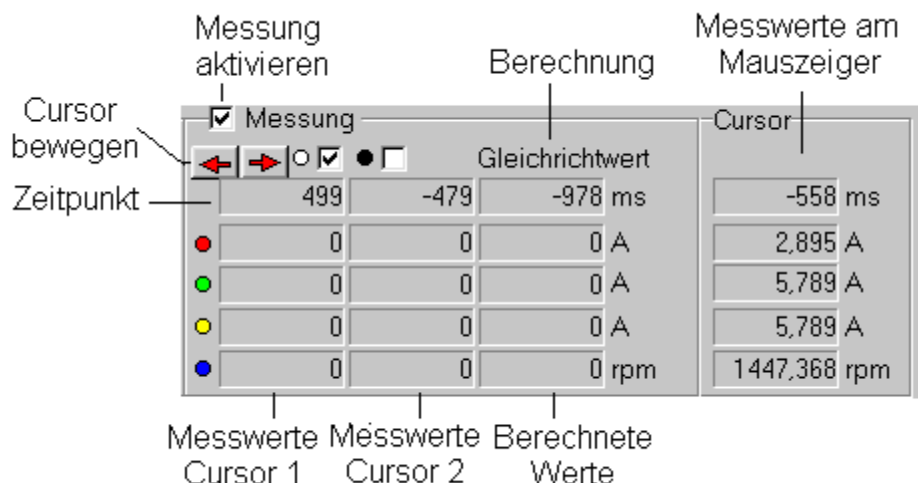 Messung
aktivieren
Berechnung
Messwerte am
Mauszeiger
Cursor
bewegen
Messung
Cursor
Gleichrichtwert
Zeitpunkt
499 -479 -978 ms -558 ms
0 0 0 A 2,895 A
0 0 0 A 5,789 A
0 0 0 A 5,789 A
0 0 0 rpm 1447,368 rpm
Messwerte
Cursor 1
Messwerte
Cursor 2
Berechnete
Werte